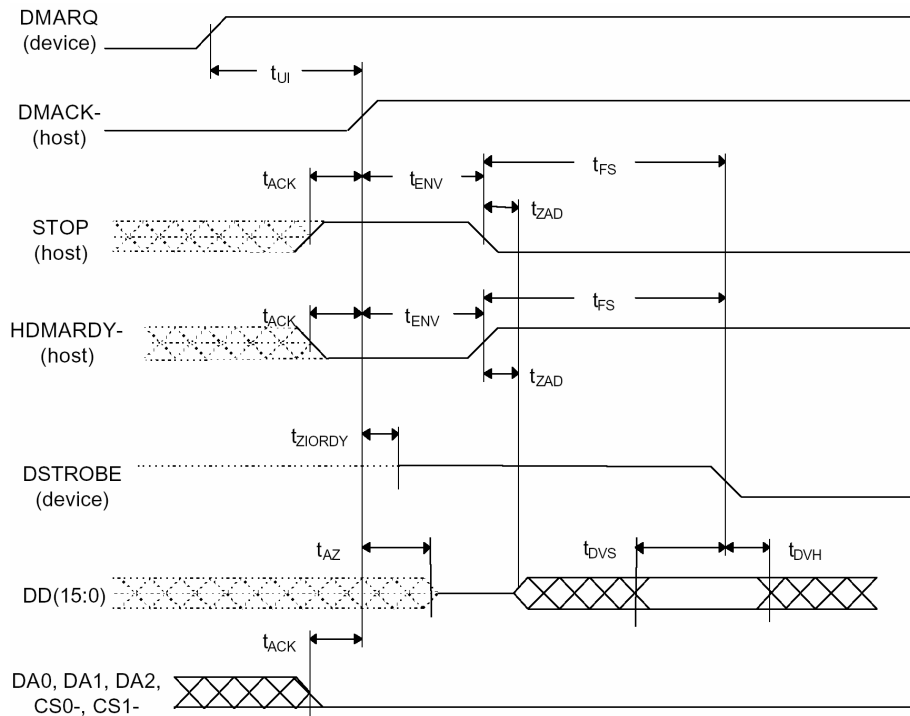 DMARQ
(device)
tUI
DMACK-
(host)
tACK
tENV
tFS
tZAD
STOP
(host)
tACK
tENV
tFS
HDMARDY-
(host)
tZAD
tZIORDY
DSTROBE
(device)
tAZ
tDVS
tDVH
DD(15:0)
tACK
DA0, DA1, DA2,
CS0-, CS1-